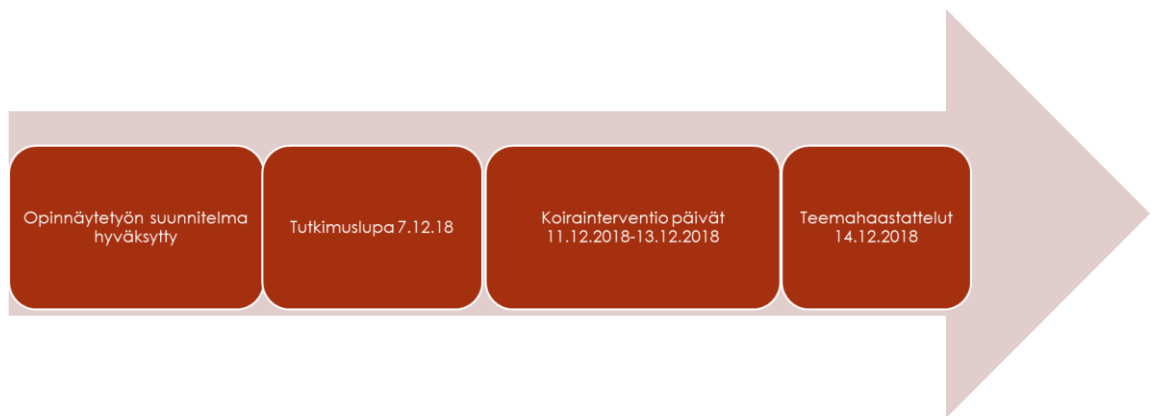 Opinnäytetyön suunnitelma
hyväksytty
Tutkimuslupa 7.12.18
Koirainterventio päivät
11.12.2018-13.12.2018
Teemahaastattelut
14.12.2018